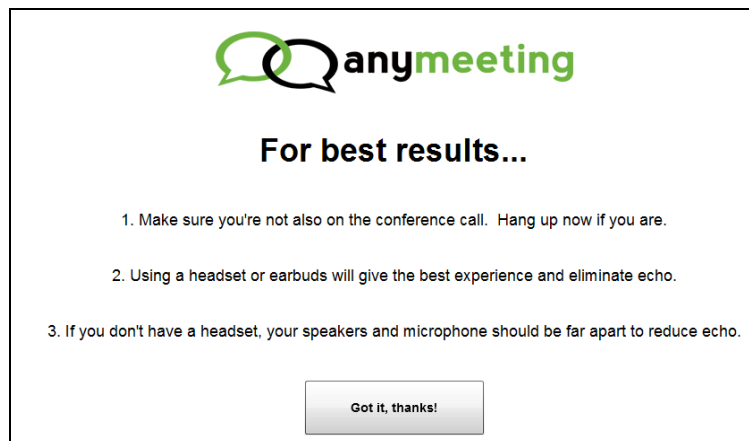 anymeeting
For best results...
1. Make sure you're not also on the conference call.  Hang up now if you are.
2. Using a headset or earbuds will give the best experience and eliminate echo.
3. If you don't have a headset, your speakers and microphone should be far apart to reduce echo.
Got it, thanks!